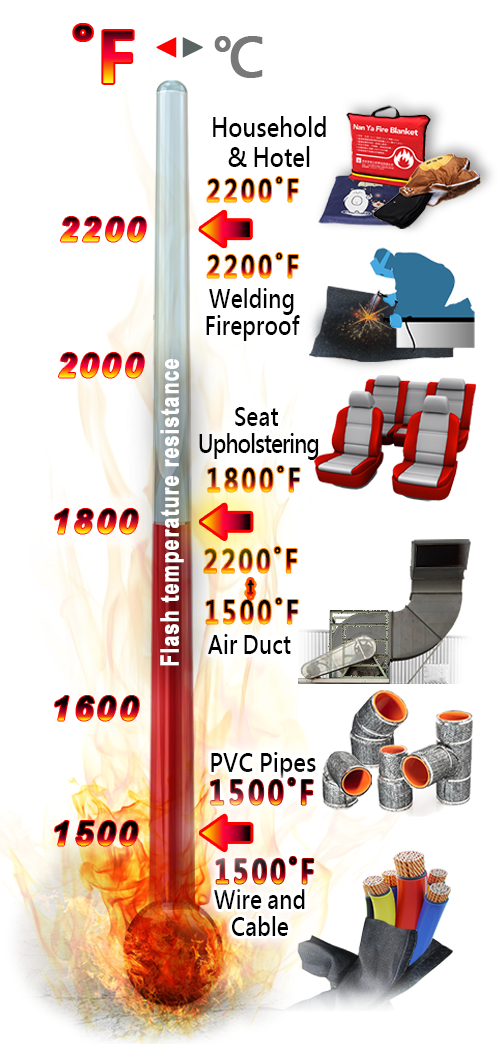 °F
°C
Household
& Hotel
2200°F
Nan Ya Fire Blanket
2200
2200°F
Welding
Fireproof
2000
Flash temperature resistance
Seat
Upholstering
1800°F
1800
2200°F
1500°F
Air Duct
1600
PVC Pipes
1500°F
1500
1500°F
Wire and
Cable